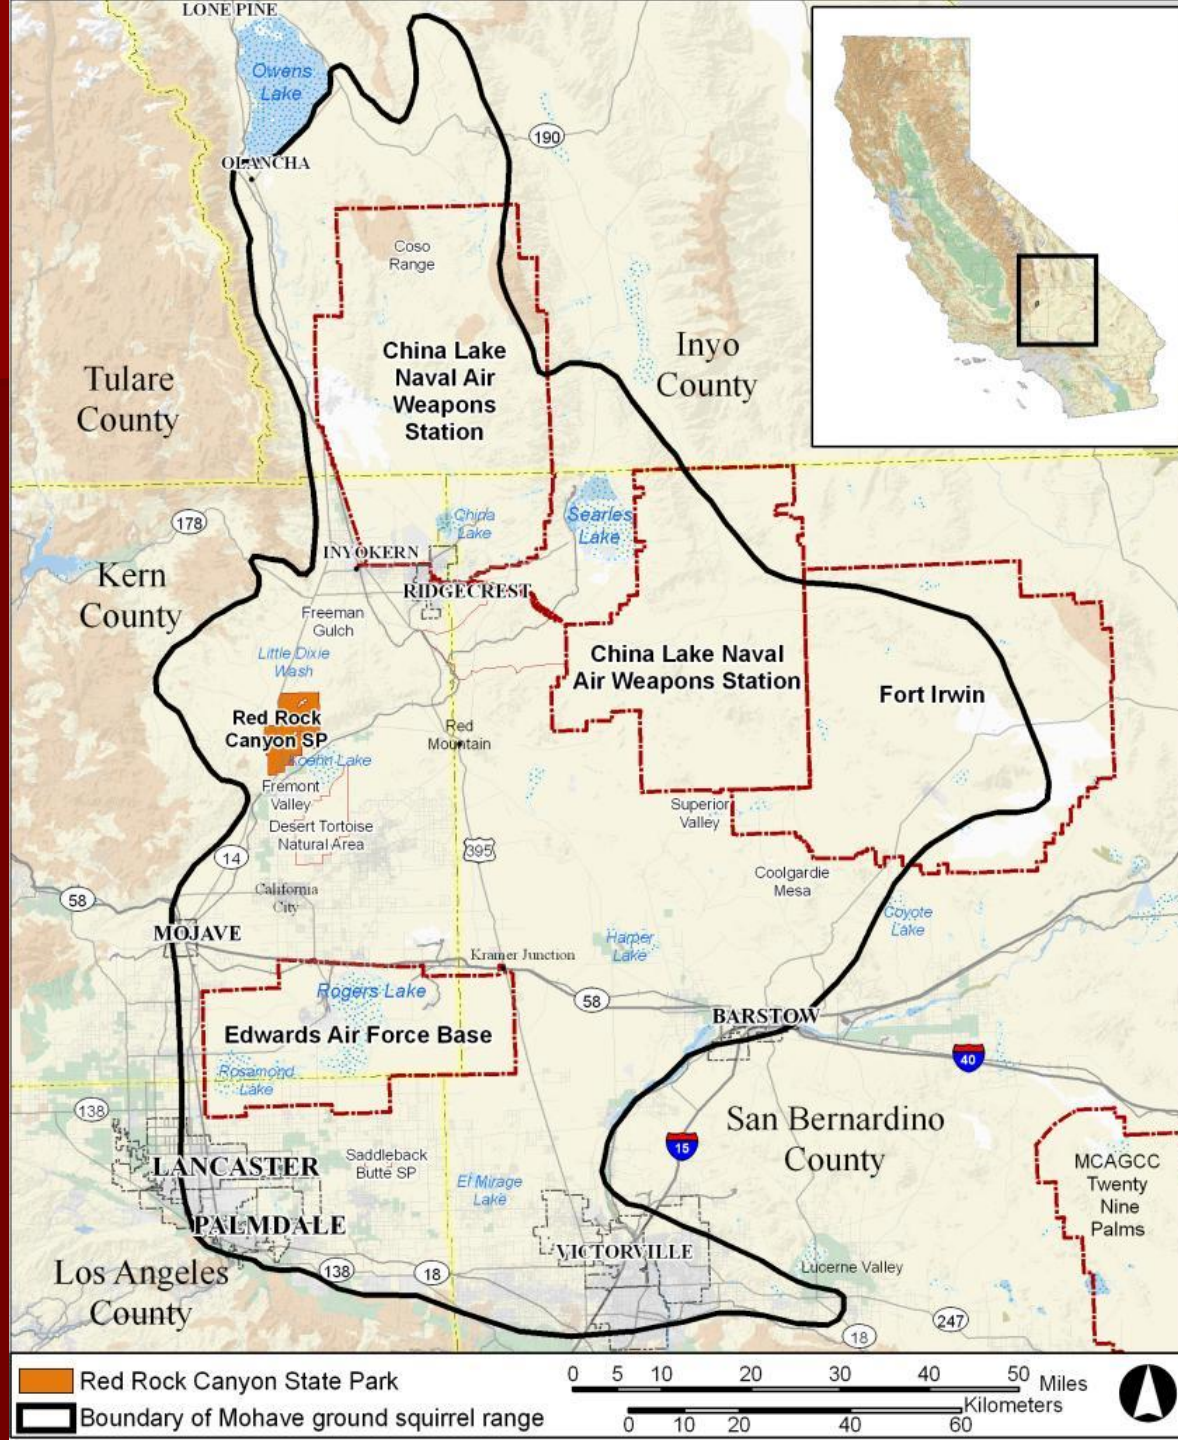 LONE PINE
Owens
Lake
190
OLANCHA
Coso
Range
China Lake
Naval Air
Weapons
Station
Inyo
County
Tulare
County
178
China
Lake
Searles
Lake
INYOKERN
Kern
County
RIDGECREST
Freeman
Gulch
Little Dixie
Wash
China Lake Naval
Air Weapons Station
Fort Irwin
Red Rock
Canyon SP
Red
Mountain
Koehn Lake
Fremont
Valley
Superior
Valley
Desert Tortoise
Natural Area
14
395
Coolgardie
Mesa
California
City
58
Coyote
Lake
MOJAVE
Harper
Lake
Kramer Junction
Rogers Lake
58
BARSTOW
Edwards Air Force Base
40
Rosamond
Lake
138
San Bernardino
County
15
LANCASTER
Saddleback
Butte SP
MCAGCC
Twenty
Nine
Palms
El Mirage
Lake
PALMDALE
VICTORVILLE
Los Angeles
County
138
18
Lucerne Valley
247
18
Red Rock Canyon State Park
Boundary of Mohave ground squirrel range
0 5 10 20 30 40 50 Miles
Kilometers
0 10 20 40 60